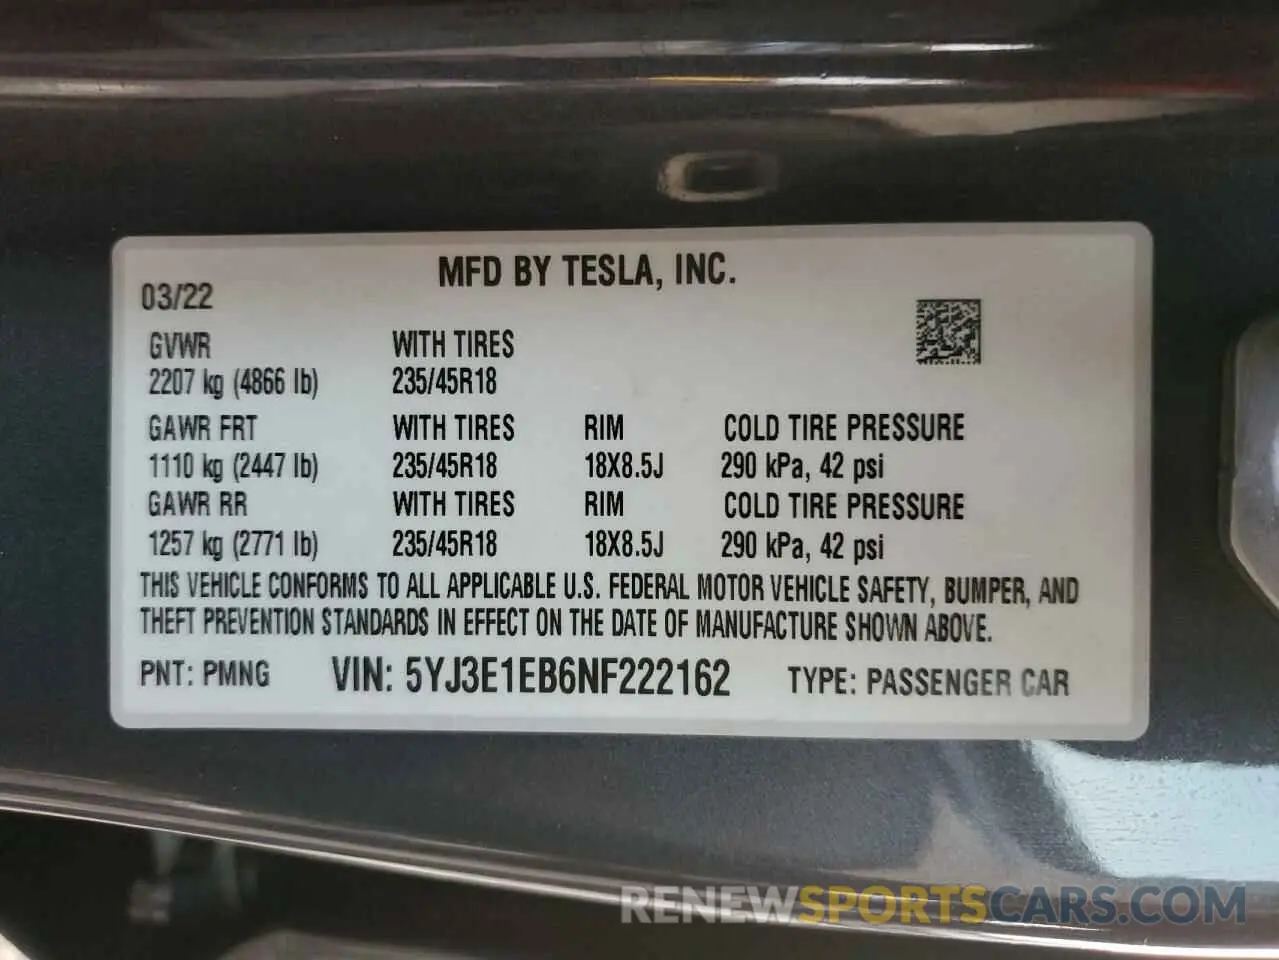 MFD BY TESLA, INC.
03/22
GVWR WITH TIRES
2207 kg (4866 lb) 235/45R18
GAWR FRT WITH TIRES RIM COLD TIRE PRESSURE
1110 kg (2447 lb) 235/45R18 18X8.5J 290 kPa, 42 psi
GAWR RR WITH TIRES RIM COLD TIRE PRESSURE
1257 kg (2771 lb) 235/45R18 18X8.5J 290 kPa, 42 psi
THIS VEHICLE CONFORMS TO ALL APPLICABLE U.S. FEDERAL MOTOR VEHICLE SAFETY, BUMPER, AND
THEFT PREVENTION STANDARDS IN EFFECT ON THE DATE OF MANUFACTURE SHOWN ABOVE.
PNT: PMNG VIN: 5YJ3E1EB6NF222162 TYPE: PASSENGER CAR
RENEWSPORTSCARS.COM